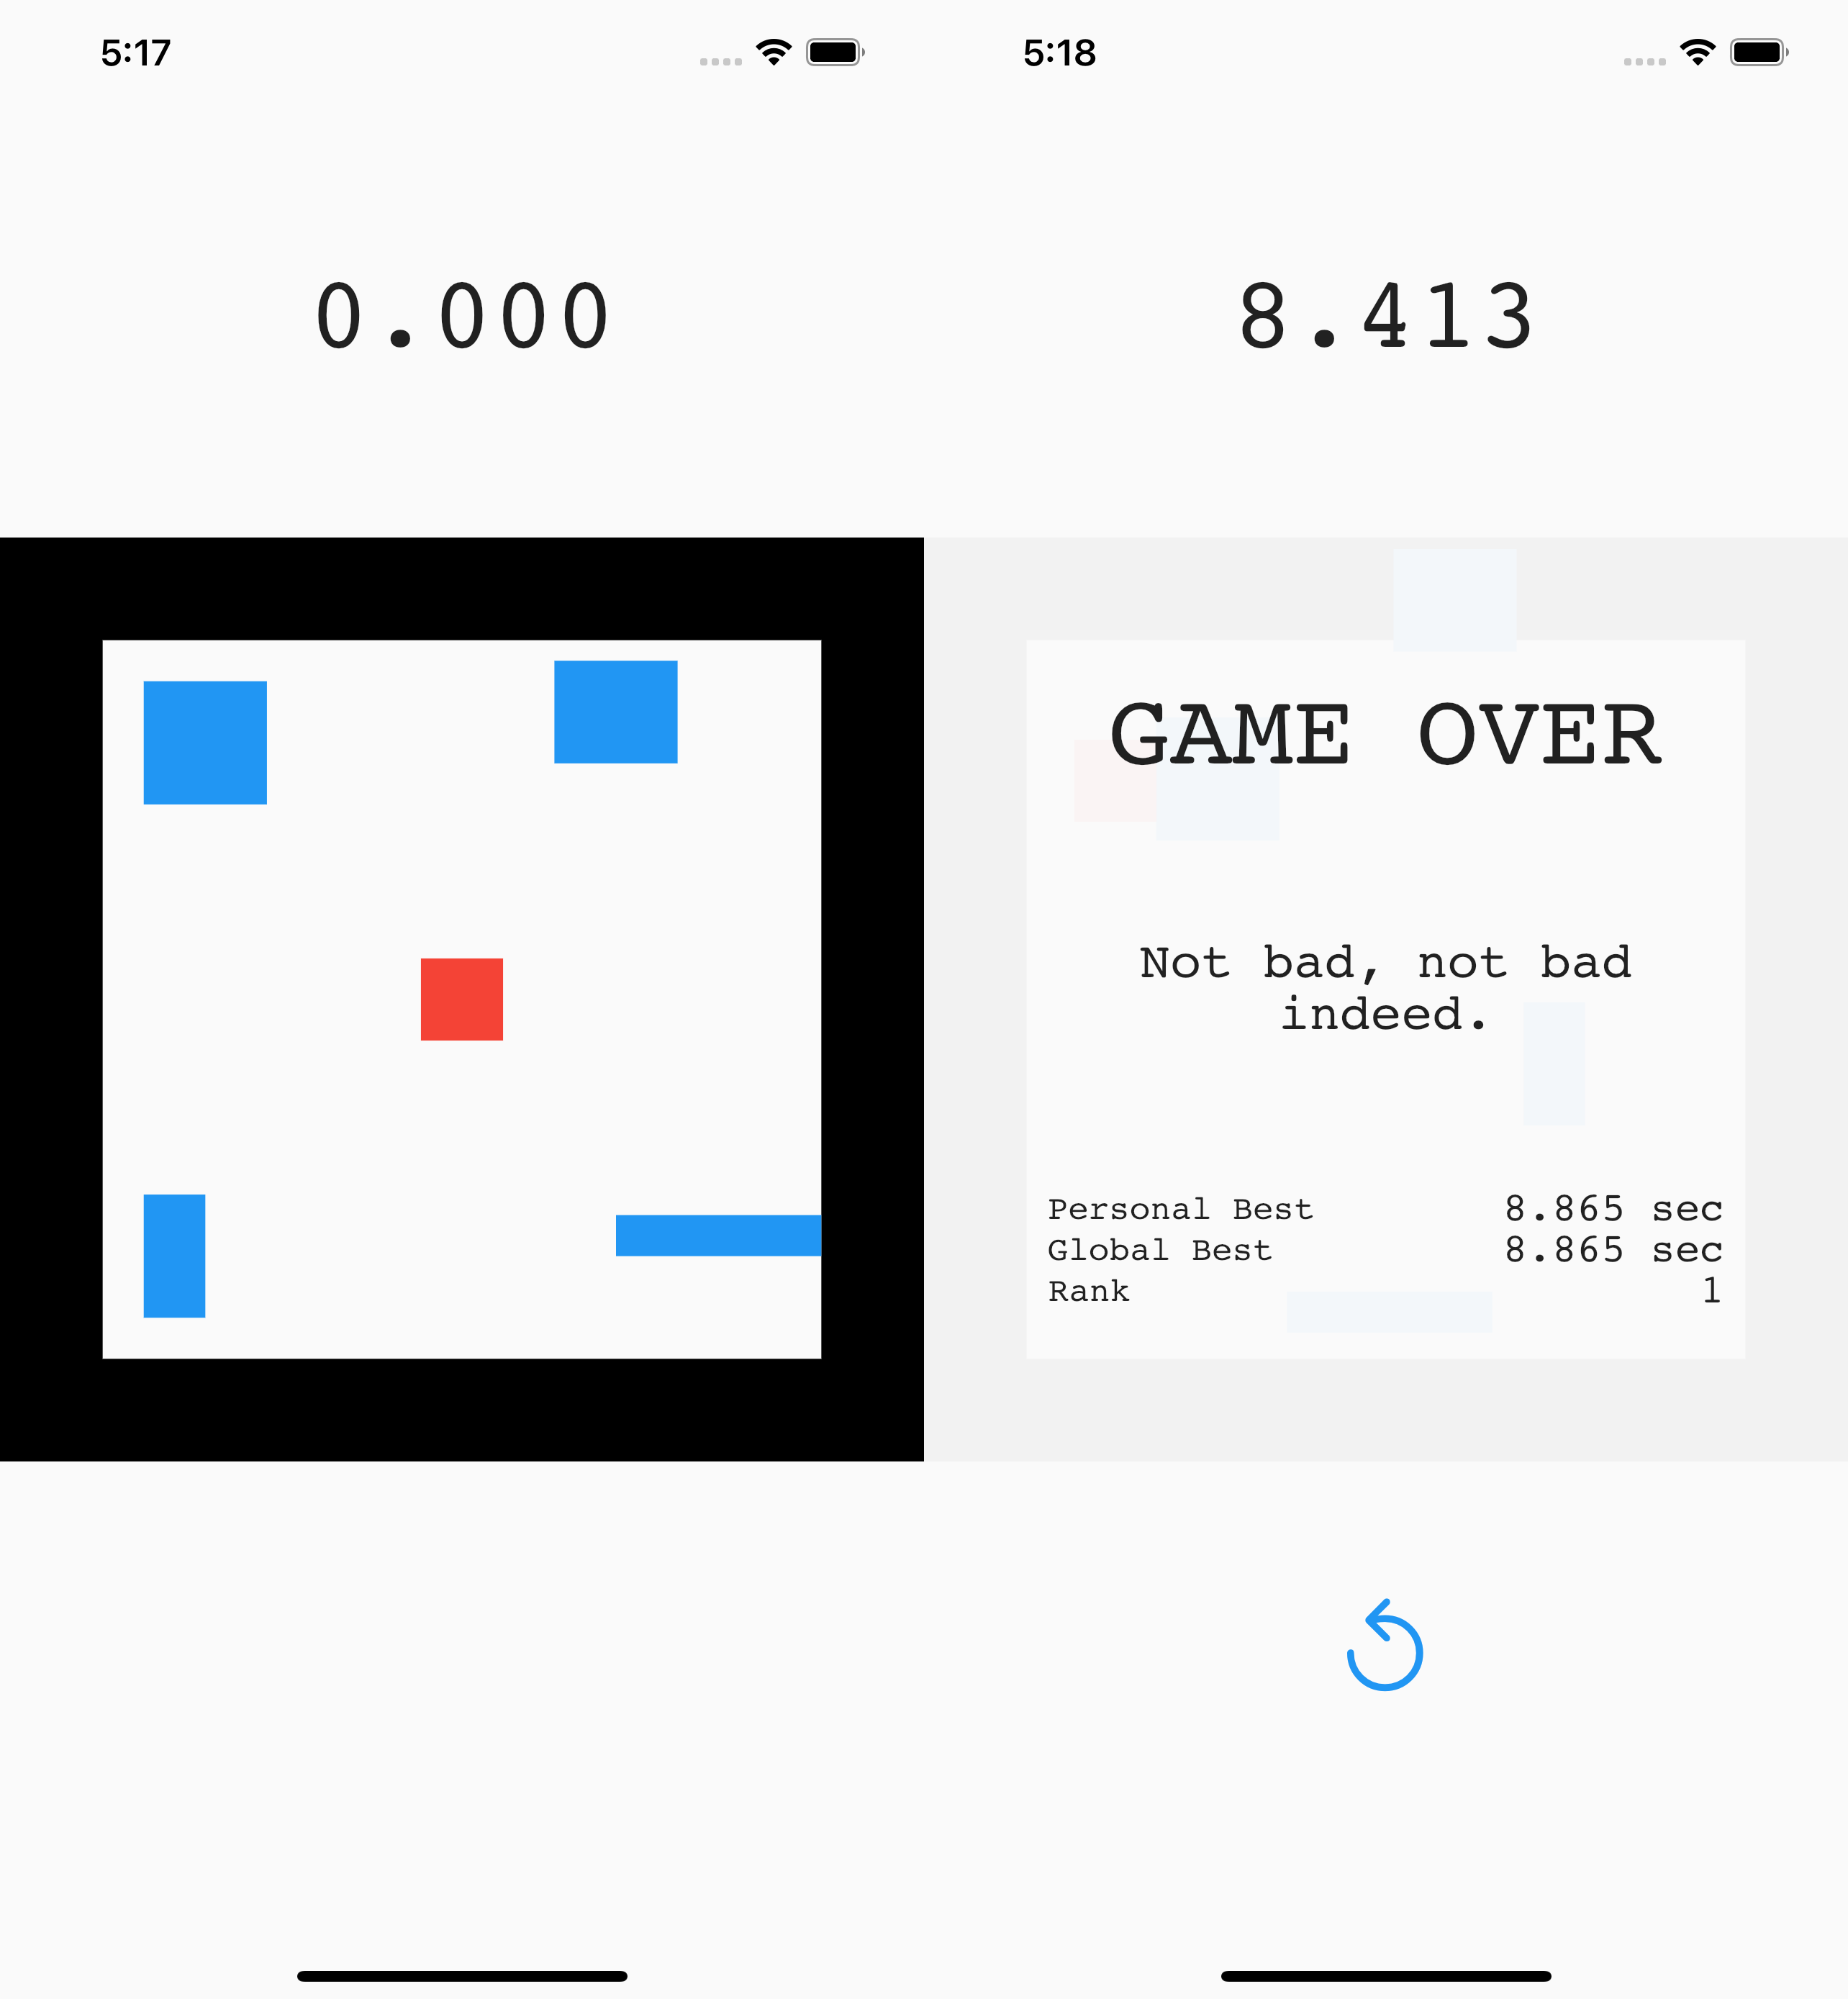 5:17
0.000
5:18
8.413
GAME OVER
Not bad, not bad
indeed.
Personal Best 8.865 sec
Global Best 8.865 sec
Rank 1